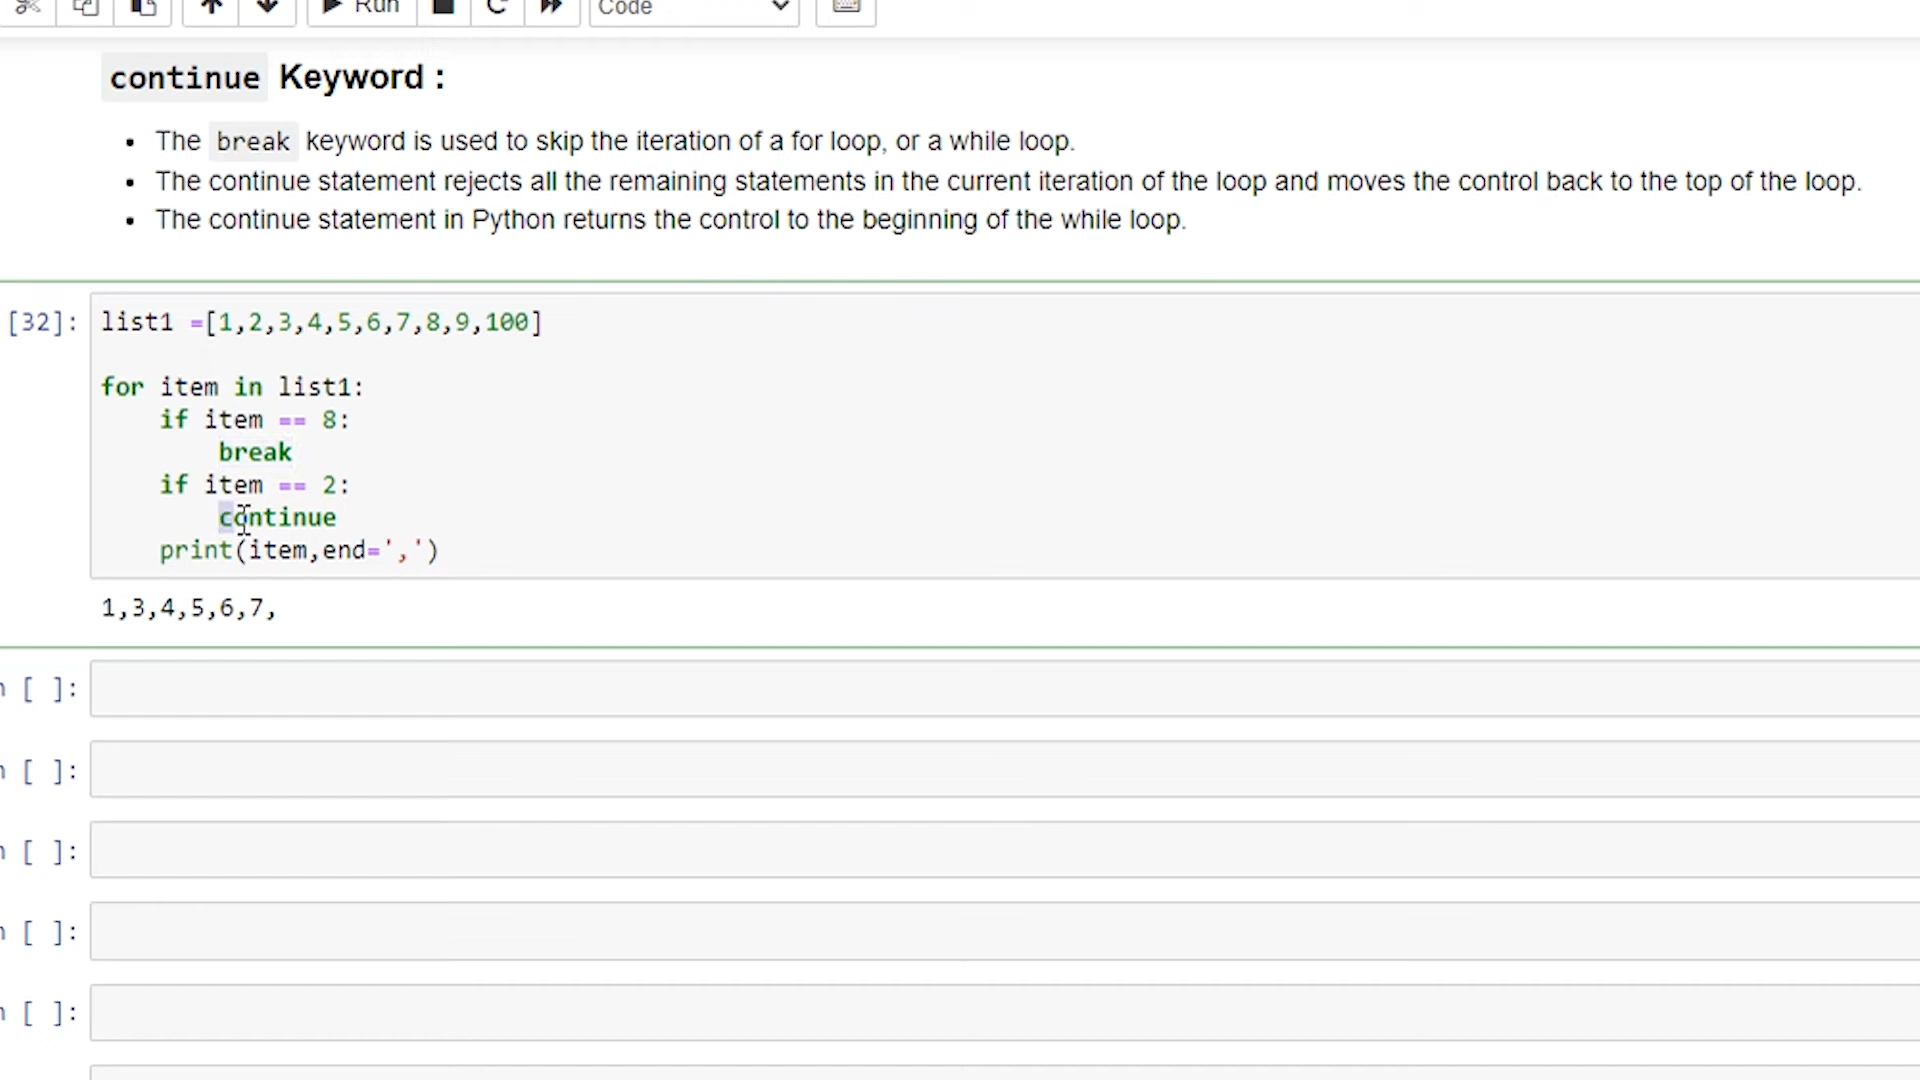 Run Code
continue Keyword :
• The break keyword is used to skip the iteration of a for loop, or a while loop.
• The continue statement rejects all the remaining statements in the current iteration of the loop and moves the control back to the top of the loop.
• The continue statement in Python returns the control to the beginning of the while loop.
[32]: list1 =[1,2,3,4,5,6,7,8,9,100]
for item in list1:
if item == 8:
break
if item == 2:
continue
print(item,end=',')
1,3,4,5,6,7,
n [ ]:
n [ ]:
n [ ]:
n [ ]:
n [ ]: